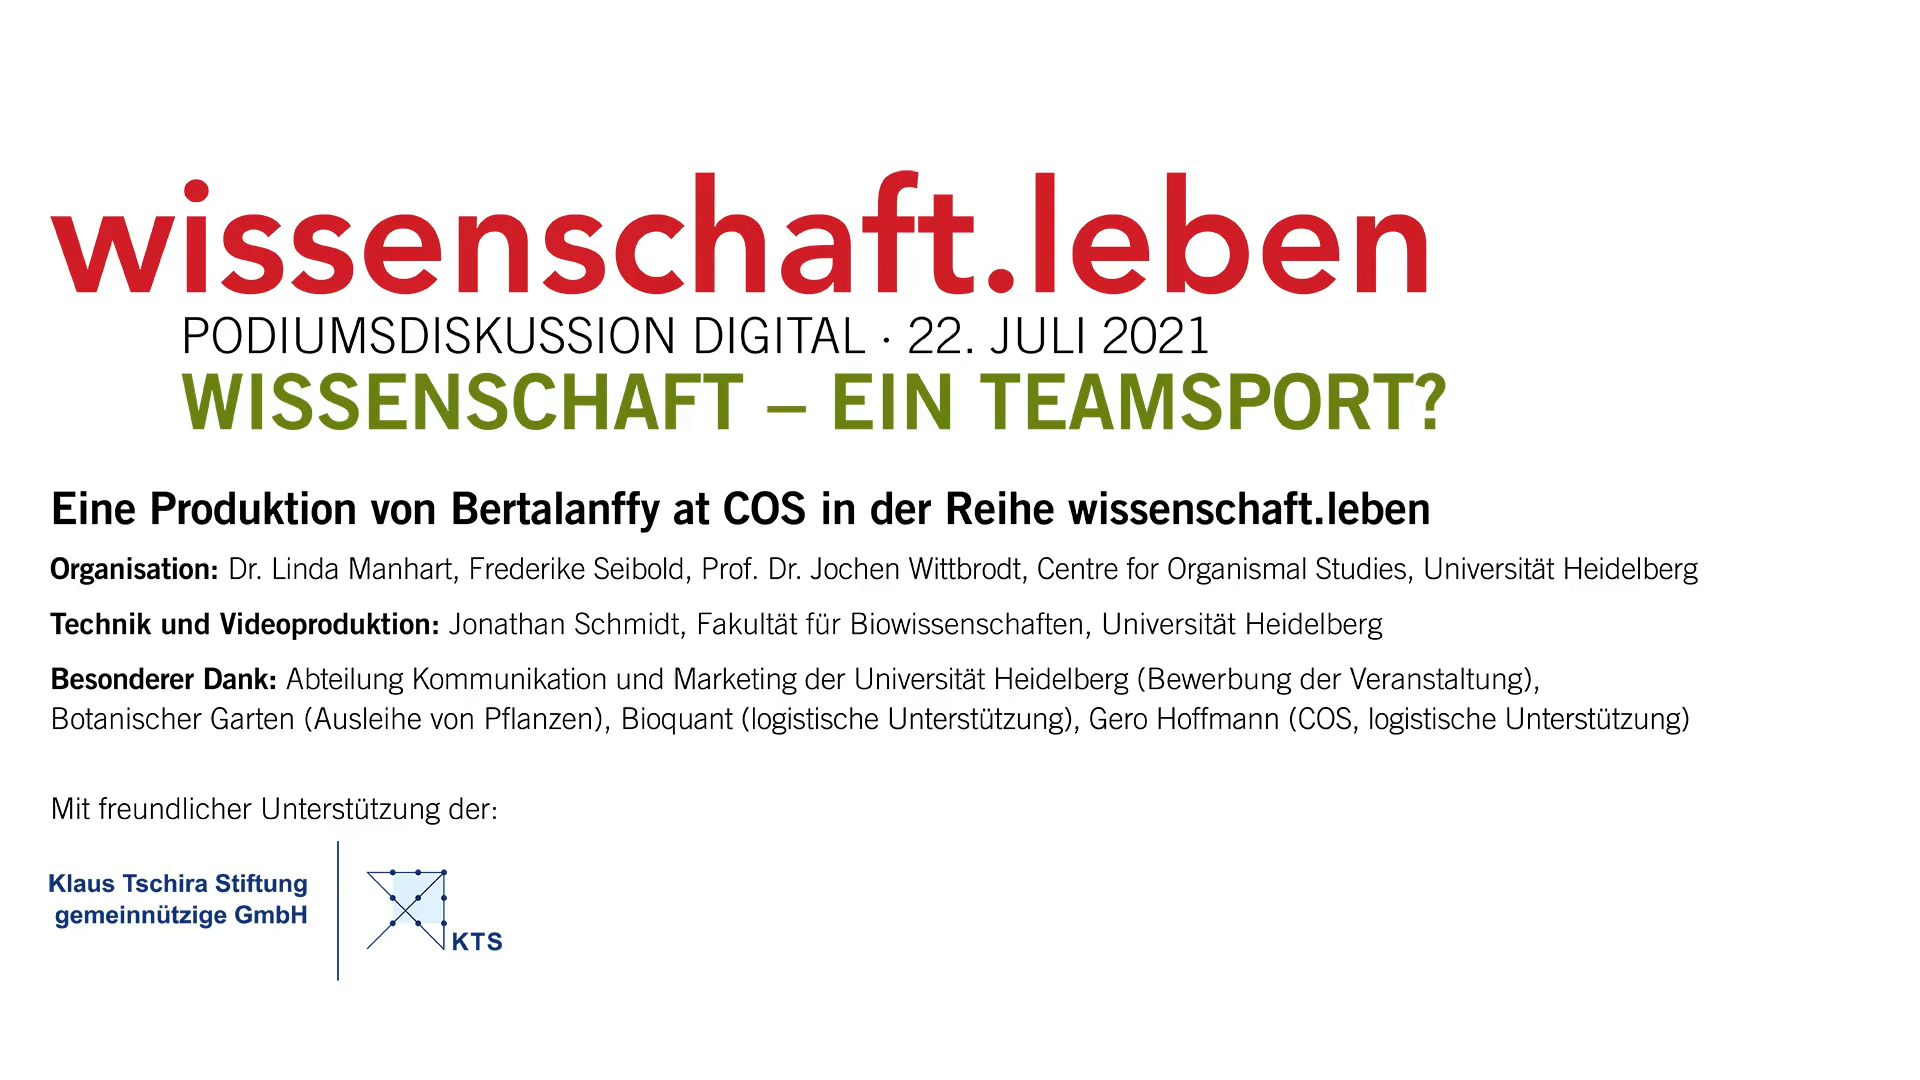 wissenschaft.leben
PODIUMSDISKUSSION DIGITAL · 22. JULI 2021
WISSENSCHAFT – EIN TEAMSPORT?
Eine Produktion von Bertalanffy at COS in der Reihe wissenschaft.leben
Organisation: Dr. Linda Manhart, Frederike Seibold, Prof. Dr. Jochen Wittbrodt, Centre for Organismal Studies, Universität Heidelberg
Technik und Videoproduktion: Jonathan Schmidt, Fakultät für Biowissenschaften, Universität Heidelberg
Besonderer Dank: Abteilung Kommunikation und Marketing der Universität Heidelberg (Bewerbung der Veranstaltung),
Botanischer Garten (Ausleihe von Pflanzen), Bioquant (logistische Unterstützung), Gero Hoffmann (COS, logistische Unterstützung)
Mit freundlicher Unterstützung der:
Klaus Tschira Stiftung
gemeinnützige GmbH
KTS